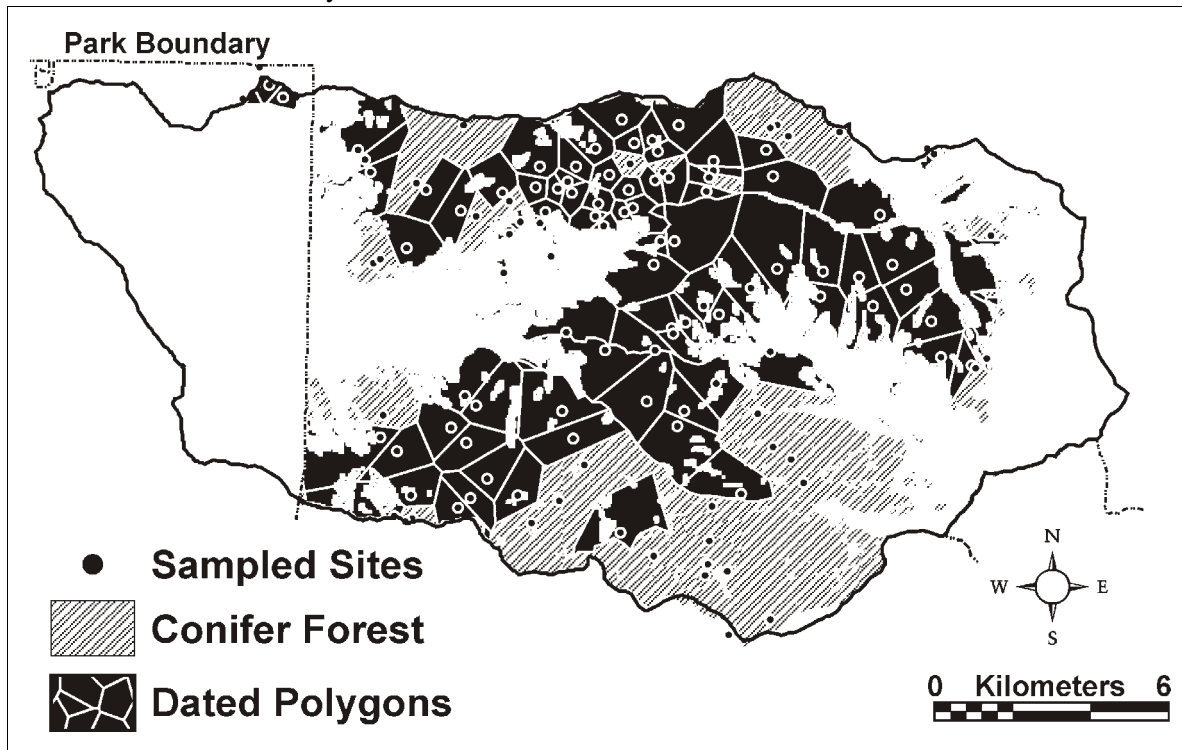 Park Boundary
Sampled Sites
Conifer Forest
Dated Polygons
N
W E
S
0 Kilometers 6